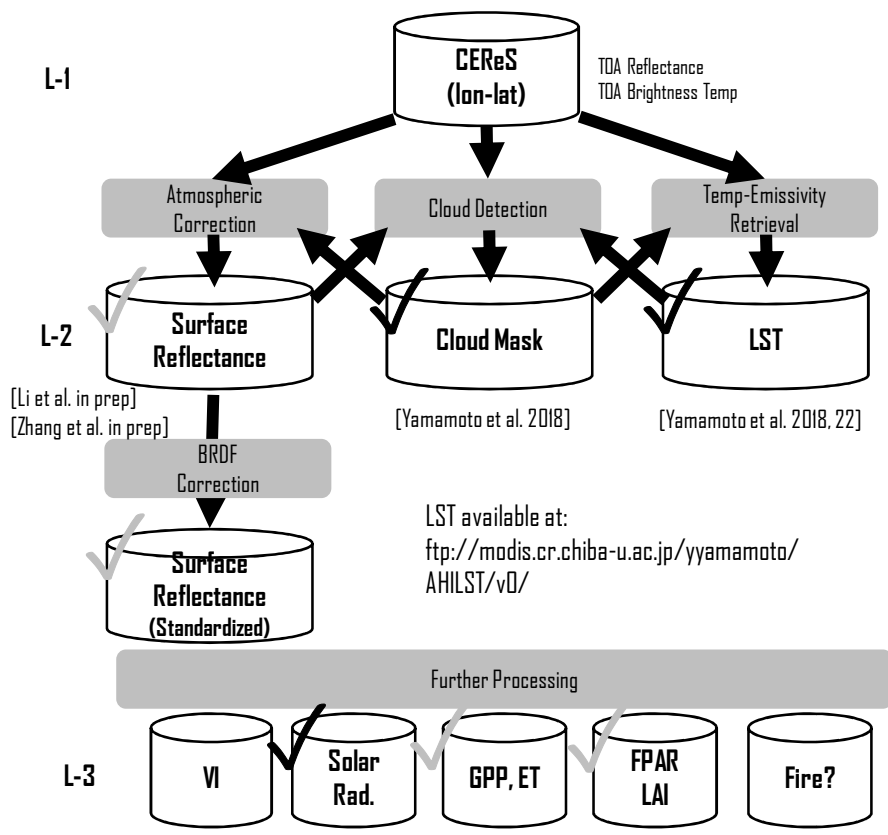 CEReS
(lon-lat)
L-1
TOA Reflectance
TOA Brightness Temp
Atmospheric
Correction
Cloud Detection
Temp-Emissivity
Retrieval
L-2
Surface
Reflectance
Cloud Mask
LST
[Li et al. in prep]
[Zhang et al. in prep]
[Yamamoto et al. 2018]
[Yamamoto et al. 2018, 22]
BRDF
Correction
LST available at:
ftp://modis.cr.chiba-u.ac.jp/yyamamoto/
AHILST/v0/
Surface
Reflectance
(Standardized)
Further Processing
L-3
VI
Solar
Rad.
GPP, ET
FPAR
LAI
Fire?